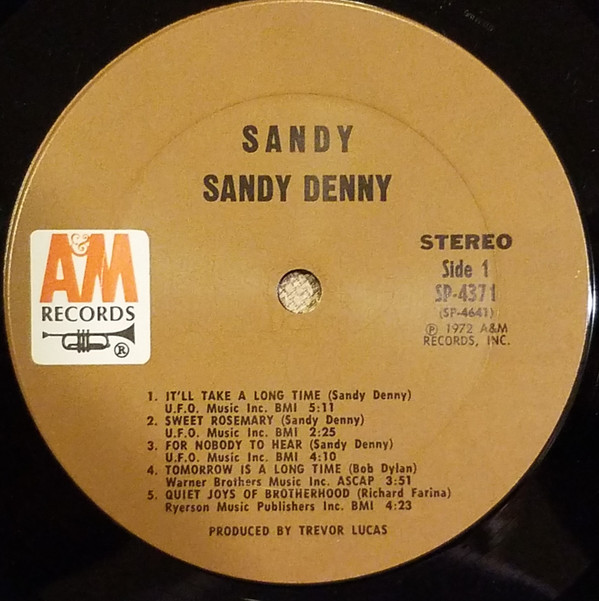 SANDY
SANDY DENNY
A&M
RECORDS
®
STEREO
Side 1
SP-4371
(SP-4641)
℗ 1972 A&M
RECORDS, INC.
1. IT'LL TAKE A LONG TIME (Sandy Denny)
U.F.O. Music Inc. BMI 5:11
2. SWEET ROSEMARY (Sandy Denny)
U.F.O. Music Inc. BMI 2:25
3. FOR NOBODY TO HEAR (Sandy Denny)
U.F.O. Music Inc. BMI 4:10
4. TOMORROW IS A LONG TIME (Bob Dylan)
Warner Brothers Music Inc. ASCAP 3:51
5. QUIET JOYS OF BROTHERHOOD (Richard Farina)
Ryerson Music Publishers Inc. BMI 4:23
PRODUCED BY TREVOR LUCAS